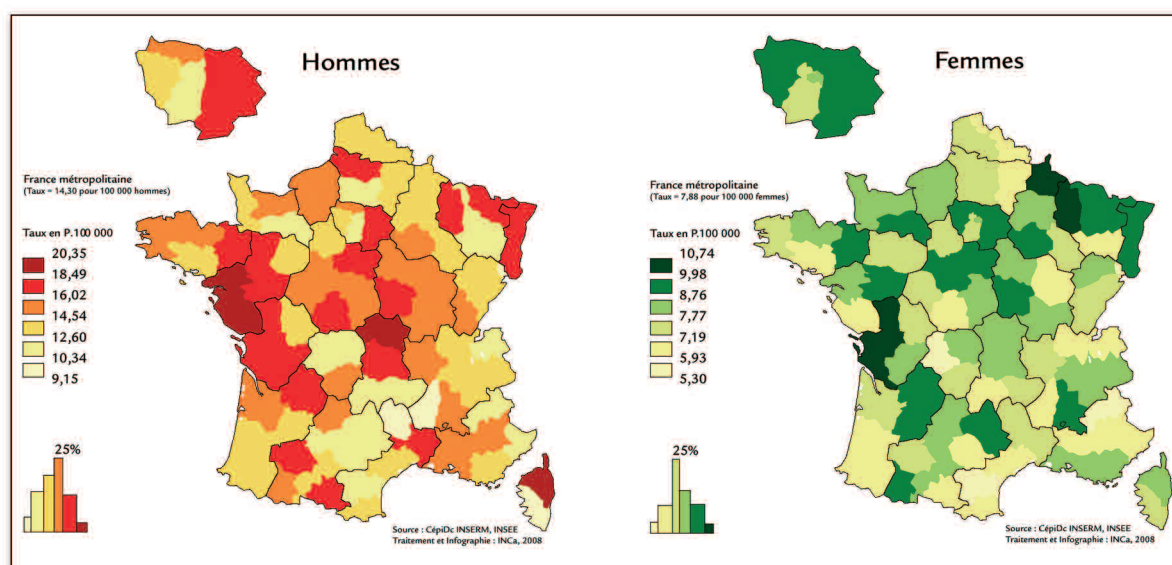 Hommes
France métropolitaine
(Taux = 14,30 pour 100 000 hommes)
Taux en P.100 000
20,35
18,49
16,02
14,54
12,60
10,34
9,15
25%
Source : CépiDc INSERM, INSEE
Traitement et Infographie : INCa, 2008
Femmes
France métropolitaine
(Taux = 7,88 pour 100 000 femmes)
Taux en P.100 000
10,74
9,98
8,76
7,77
7,19
5,93
5,30
25%
Source : CépiDc INSERM, INSEE
Traitement et Infographie : INCa, 2008